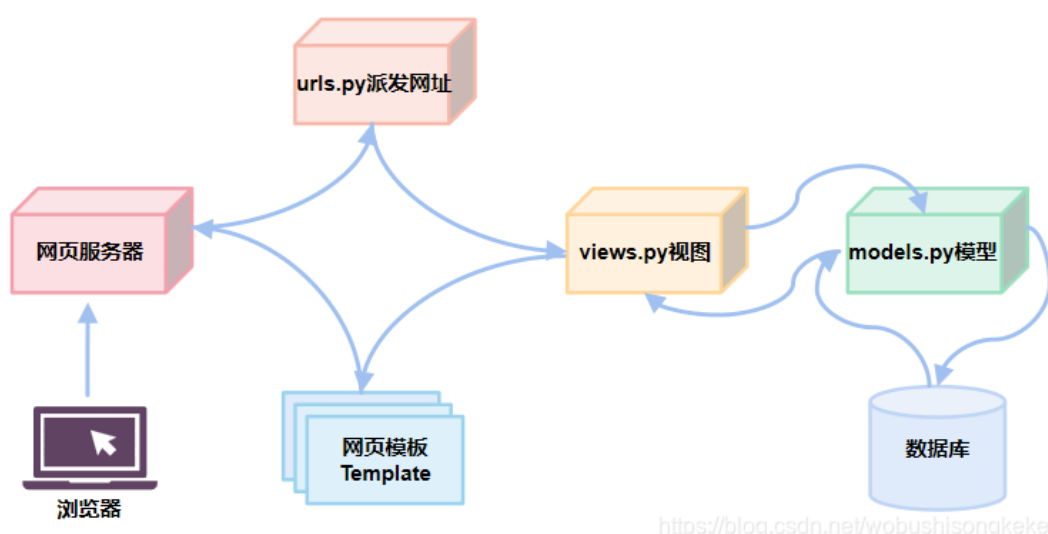 urls.py派发网址
网页服务器
views.py视图
models.py模型
网页模板
Template
数据库
浏览器
https://blog.csdn.net/wobushisongkeke